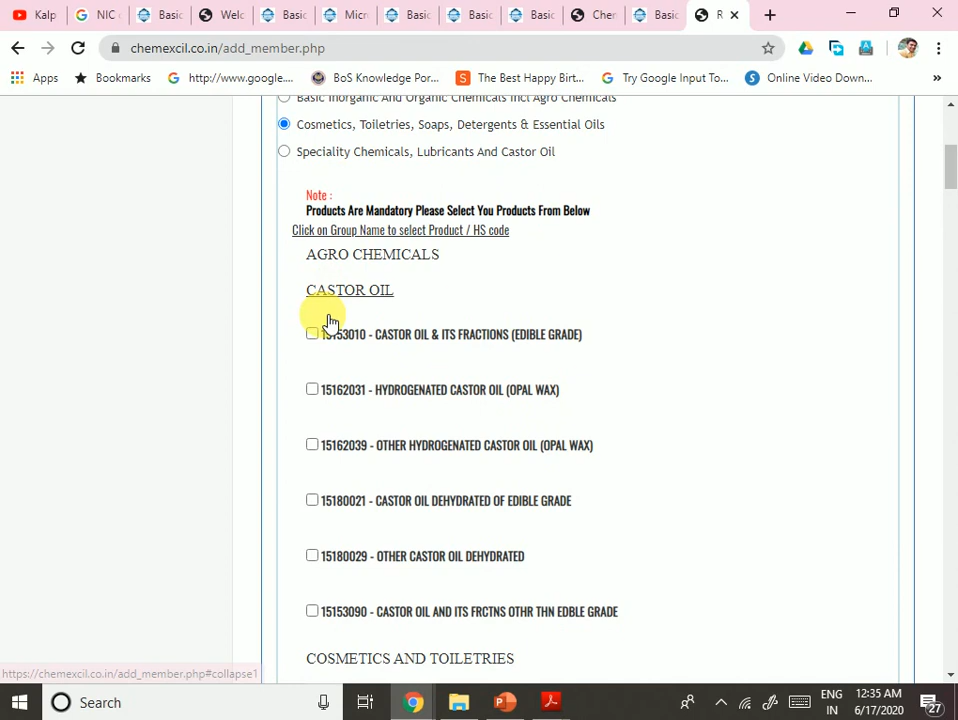 Kalp
NIC
Basic
Welc
Basic
Micr
Basic
Basic
Basic
Chem
Basic
R
chemexcil.co.in/add_member.php
Apps
Bookmarks
http://www.google....
BoS Knowledge Por...
The Best Happy Birt...
Try Google Input To...
Online Video Down...
»
Basic Inorganic And Organic Chemicals Incl Agro Chemicals
Cosmetics, Toiletries, Soaps, Detergents & Essential Oils
Speciality Chemicals, Lubricants And Castor Oil
Note :
Products Are Mandatory Please Select You Products From Below
Click on Group Name to select Product / HS code
AGRO CHEMICALS
CASTOR OIL
15153010 - CASTOR OIL & ITS FRACTIONS (EDIBLE GRADE)
15162031 - HYDROGENATED CASTOR OIL (OPAL WAX)
15162039 - OTHER HYDROGENATED CASTOR OIL (OPAL WAX)
15180021 - CASTOR OIL DEHYDRATED OF EDIBLE GRADE
15180029 - OTHER CASTOR OIL DEHYDRATED
15153090 - CASTOR OIL AND ITS FRCTNS OTHR THN EDBLE GRADE
COSMETICS AND TOILETRIES
https://chemexcil.co.in/add_member.php#collapse1
Search
ENG
IN
12:35 AM
6/17/2020
27